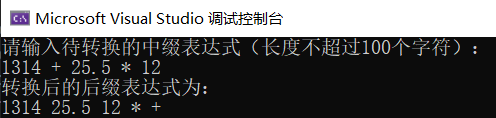 Microsoft Visual Studio 调试控制台
请输入待转换的中缀表达式（长度不超过100个字符）：
1314 + 25.5 * 12
转换后的后缀表达式为：
1314 25.5 12 * +